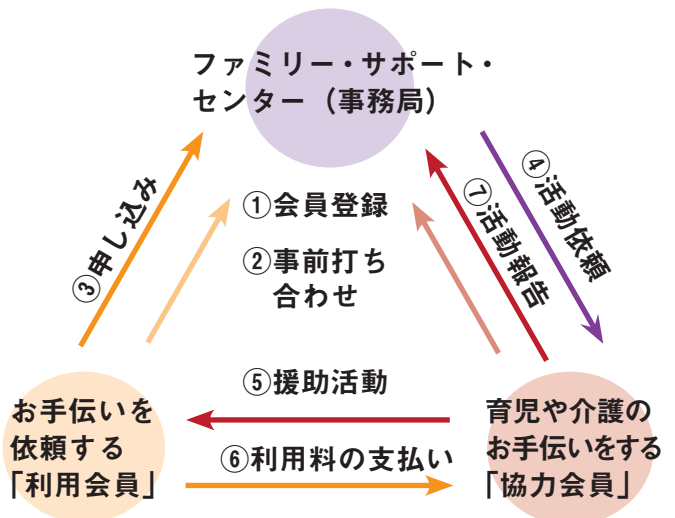 ファミリー・サポート・
センター（事務局）
①会員登録
②事前打ち
合わせ
③申し込み
④活動依頼
⑦活動報告
⑤援助活動
⑥利用料の支払い
お手伝いを
依頼する
「利用会員」
育児や介護の
お手伝いをする
「協力会員」